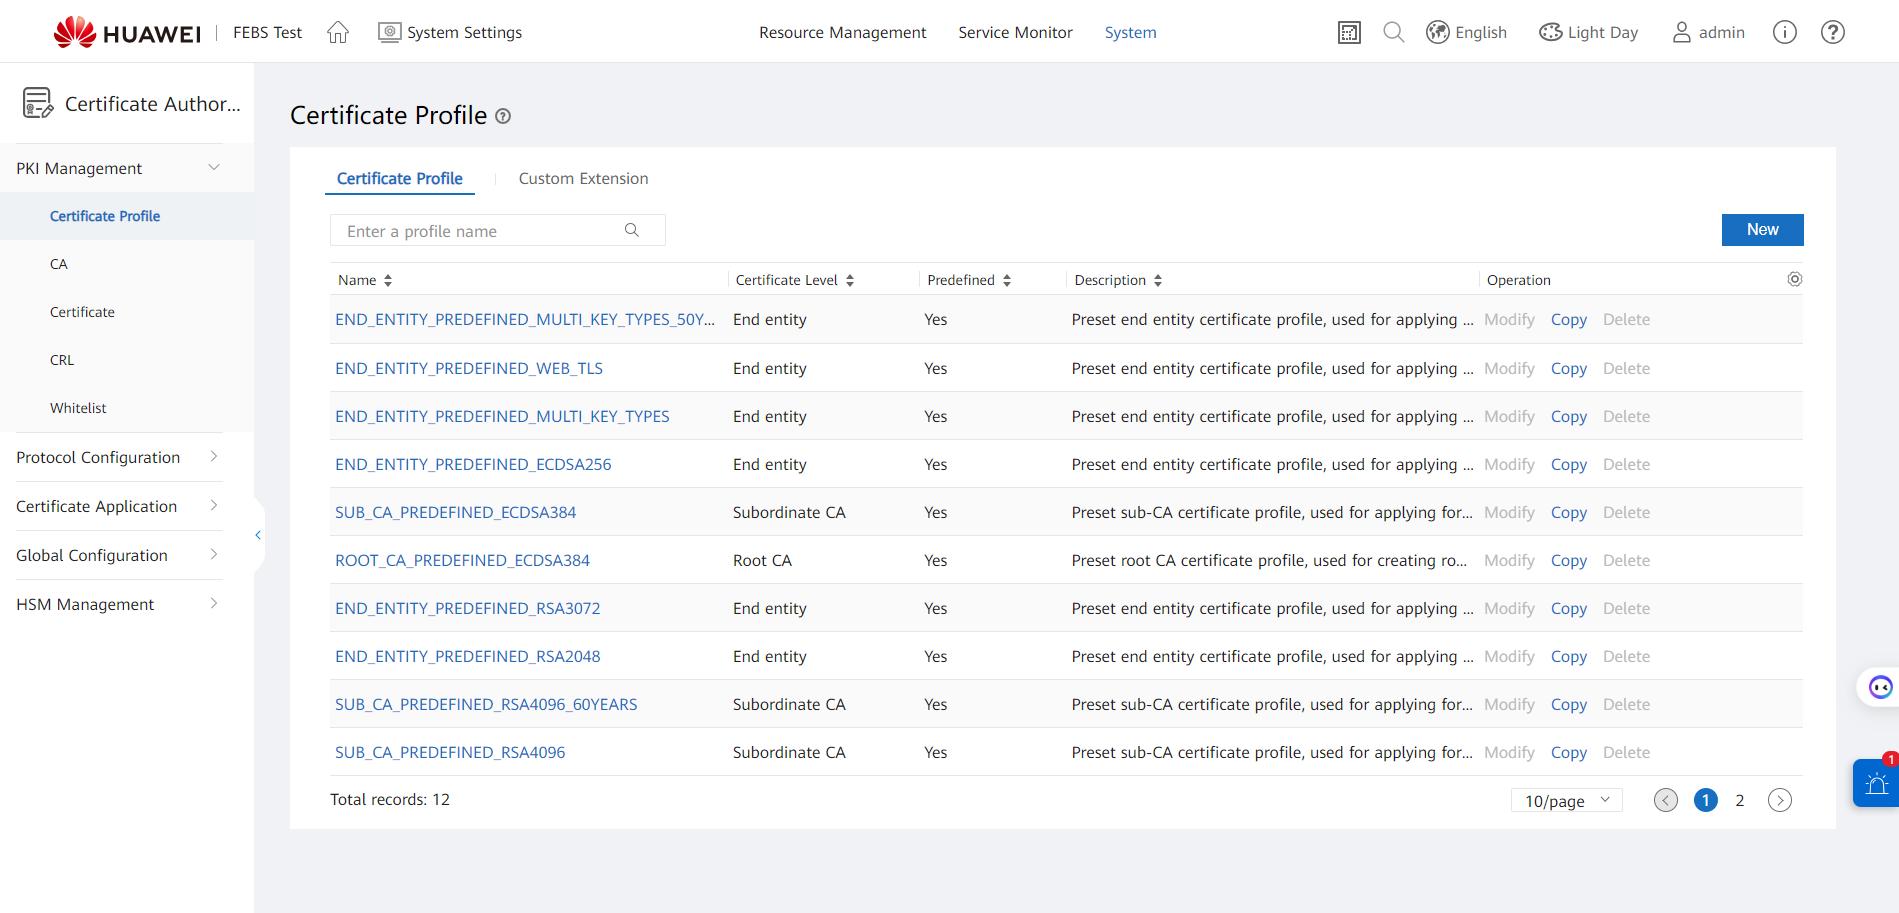 HUAWEI FEBS Test System Settings Resource Management Service Monitor System English Light Day admin
Certificate Author...
PKI Management
Certificate Profile
CA
Certificate
CRL
Whitelist
Protocol Configuration
Certificate Application
Global Configuration
HSM Management
Certificate Profile
Certificate Profile Custom Extension
Enter a profile name New
Name Certificate Level Predefined Description Operation
END_ENTITY_PREDEFINED_MULTI_KEY_TYPES_50Y... End entity Yes Preset end entity certificate profile, used for applying ... Modify Copy Delete
END_ENTITY_PREDEFINED_WEB_TLS End entity Yes Preset end entity certificate profile, used for applying ... Modify Copy Delete
END_ENTITY_PREDEFINED_MULTI_KEY_TYPES End entity Yes Preset end entity certificate profile, used for applying ... Modify Copy Delete
END_ENTITY_PREDEFINED_ECDSA256 End entity Yes Preset end entity certificate profile, used for applying ... Modify Copy Delete
SUB_CA_PREDEFINED_ECDSA384 Subordinate CA Yes Preset sub-CA certificate profile, used for applying for... Modify Copy Delete
ROOT_CA_PREDEFINED_ECDSA384 Root CA Yes Preset root CA certificate profile, used for creating ro... Modify Copy Delete
END_ENTITY_PREDEFINED_RSA3072 End entity Yes Preset end entity certificate profile, used for applying ... Modify Copy Delete
END_ENTITY_PREDEFINED_RSA2048 End entity Yes Preset end entity certificate profile, used for applying ... Modify Copy Delete
SUB_CA_PREDEFINED_RSA4096_60YEARS Subordinate CA Yes Preset sub-CA certificate profile, used for applying for... Modify Copy Delete
SUB_CA_PREDEFINED_RSA4096 Subordinate CA Yes Preset sub-CA certificate profile, used for applying for... Modify Copy Delete
Total records: 12 10/page 1 2
1